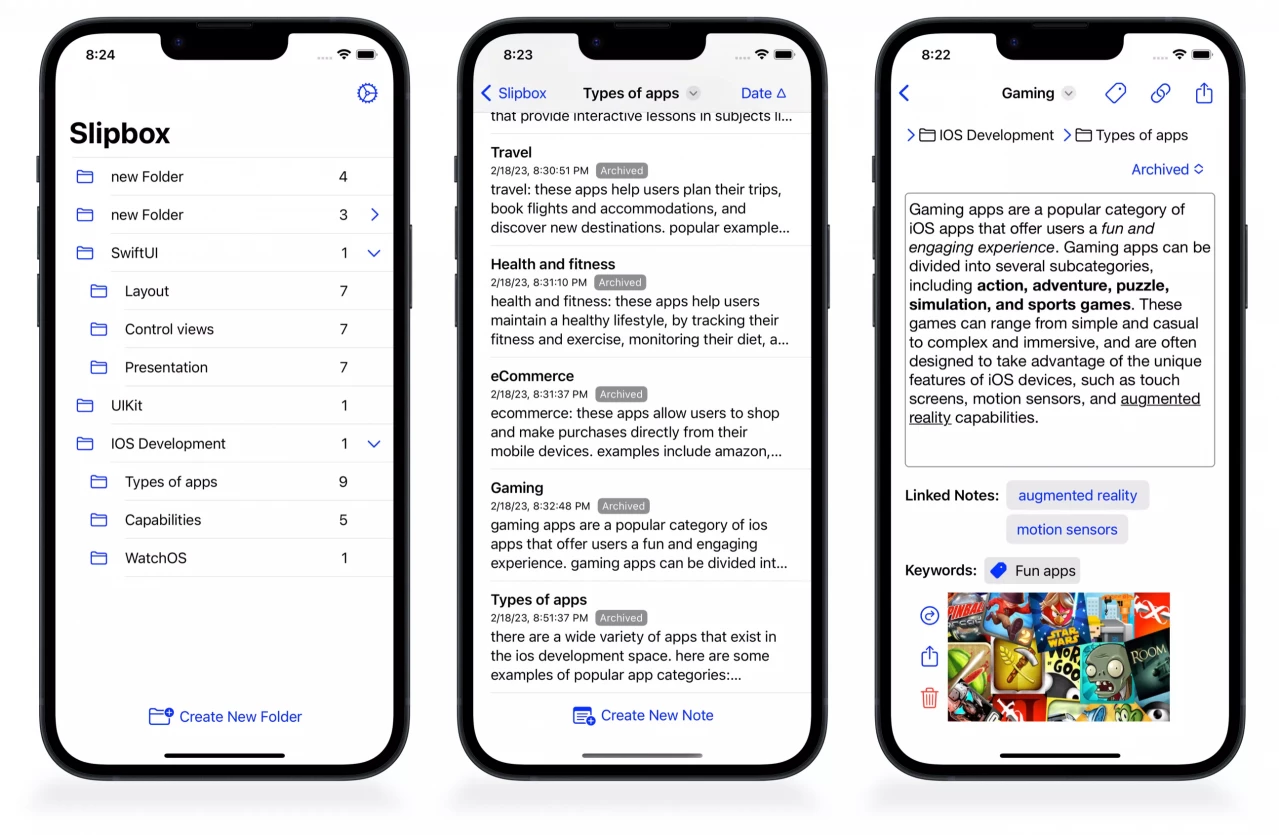 8:24
Slipbox
new Folder 4
new Folder 3
SwiftUI 1
Layout 7
Control views 7
Presentation 7
UIKit 1
IOS Development 1
Types of apps 9
Capabilities 5
WatchOS 1
Create New Folder
8:23
Slipbox Types of apps Date
that provide interactive lessons in subjects li...
Travel
2/18/23, 8:30:51 PM Archived
travel: these apps help users plan their trips,
book flights and accommodations, and
discover new destinations. popular example...
Health and fitness
2/18/23, 8:31:10 PM Archived
health and fitness: these apps help users
maintain a healthy lifestyle, by tracking their
fitness and exercise, monitoring their diet, a...
eCommerce
2/18/23, 8:31:37 PM Archived
ecommerce: these apps allow users to shop
and make purchases directly from their
mobile devices. examples include amazon,...
Gaming
2/18/23, 8:32:48 PM Archived
gaming apps are a popular category of ios
apps that offer users a fun and engaging
experience. gaming apps can be divided int...
Types of apps
2/18/23, 8:51:37 PM Archived
there are a wide variety of apps that exist in
the ios development space. here are some
examples of popular app categories:...
Create New Note
8:22
Gaming
IOS Development Types of apps
Archived
Gaming apps are a popular category of
iOS apps that offer users a fun and
engaging experience. Gaming apps can be
divided into several subcategories,
including action, adventure, puzzle,
simulation, and sports games. These
games can range from simple and casual
to complex and immersive, and are often
designed to take advantage of the unique
features of iOS devices, such as touch
screens, motion sensors, and augmented
reality capabilities.
Linked Notes: augmented reality
motion sensors
Keywords: Fun apps
PINBALL
STAR
WARS
WORLD
OF GOO
ROOM